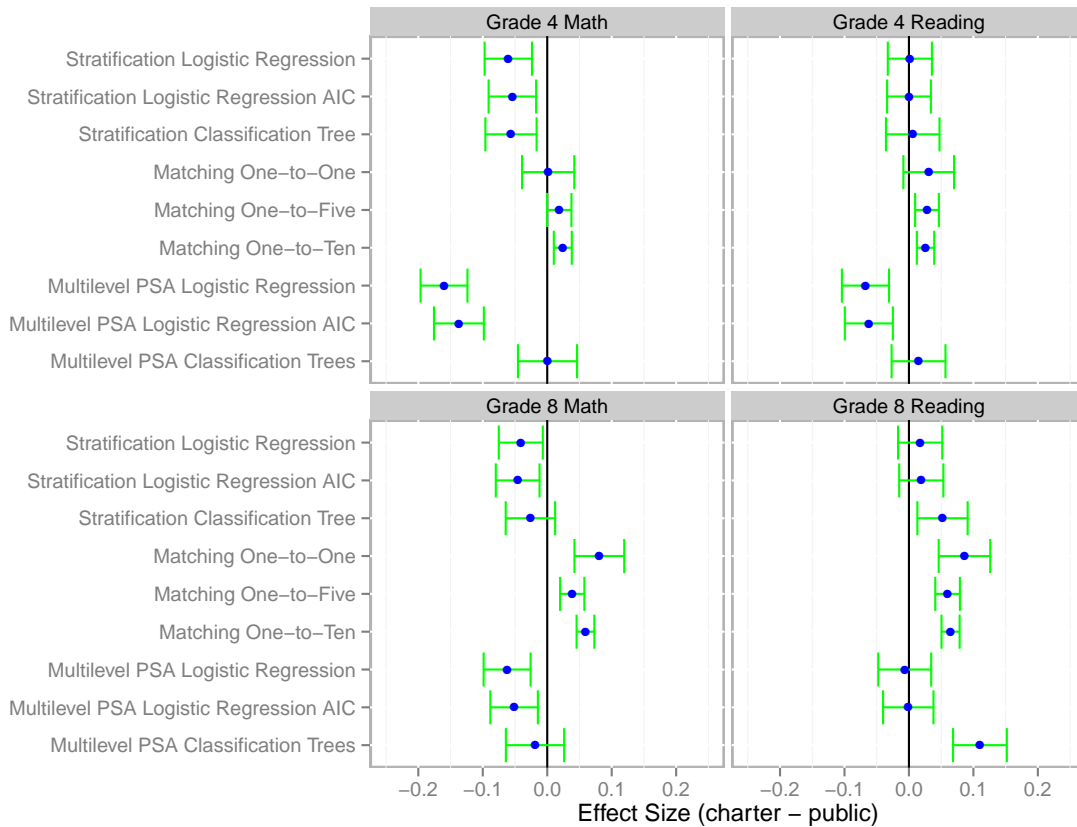 Grade 4 Math
Grade 4 Reading
Stratification Logistic Regression
Stratification Logistic Regression AIC
Stratification Classification Tree
Matching One−to−One
Matching One−to−Five
Matching One−to−Ten
Multilevel PSA Logistic Regression
Multilevel PSA Logistic Regression AIC
Multilevel PSA Classification Trees
Grade 8 Math
Grade 8 Reading
Stratification Logistic Regression
Stratification Logistic Regression AIC
Stratification Classification Tree
Matching One−to−One
Matching One−to−Five
Matching One−to−Ten
Multilevel PSA Logistic Regression
Multilevel PSA Logistic Regression AIC
Multilevel PSA Classification Trees
−0.2 −0.1 0.0 0.1 0.2
−0.2 −0.1 0.0 0.1 0.2
Effect Size (charter − public)